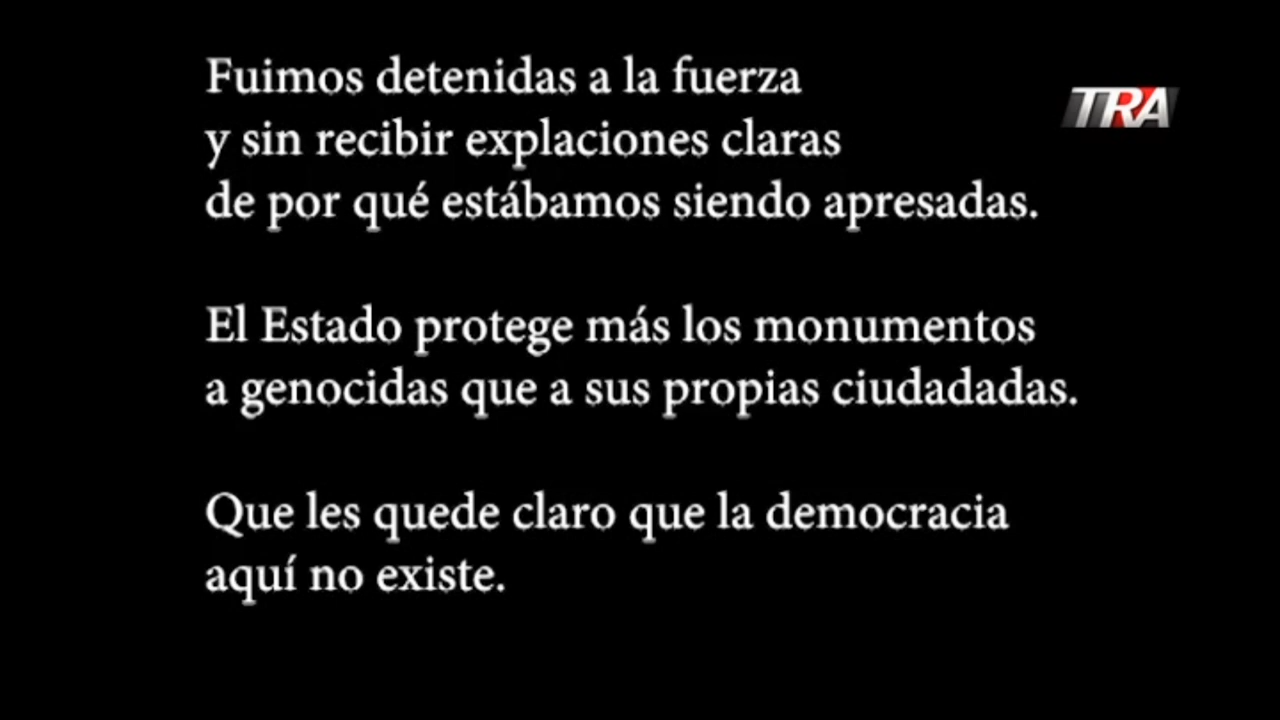 Fuimos detenidas a la fuerza
y sin recibir explaciones claras
de por qué estábamos siendo apresadas.
TRA
El Estado protege más los monumentos
a genocidas que a sus propias ciudadadas.
Que les quede claro que la democracia
aquí no existe.